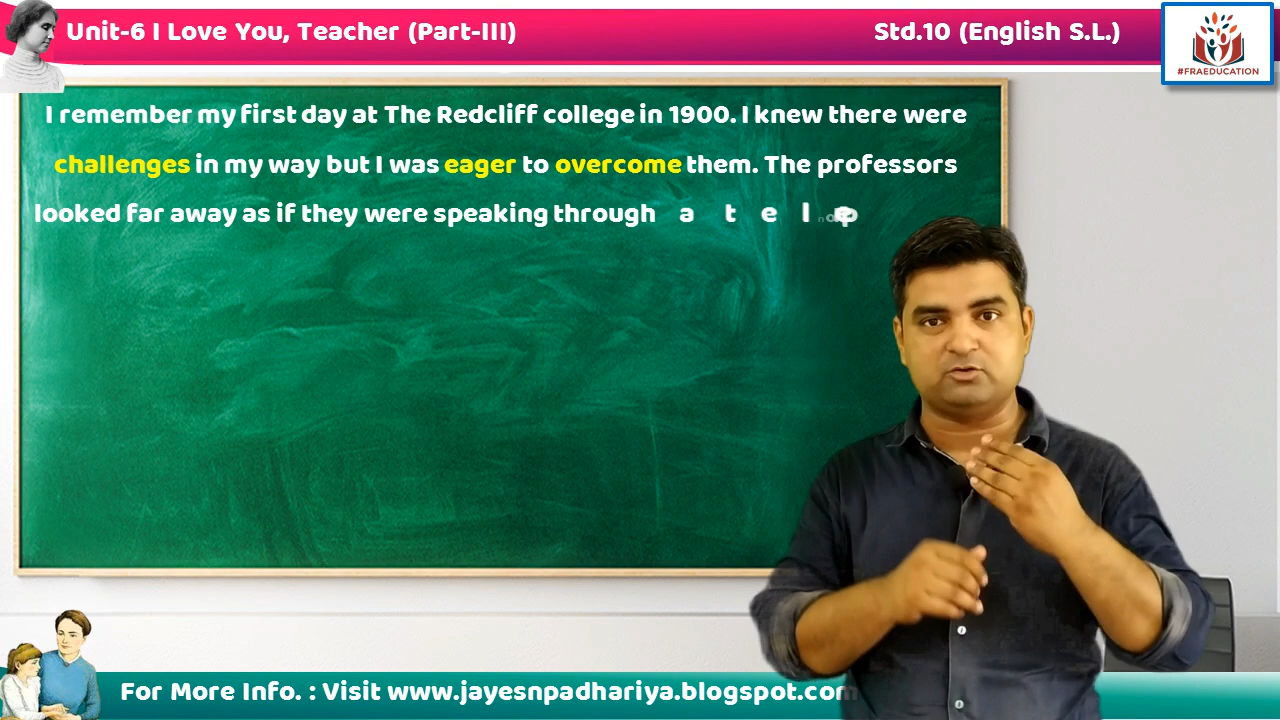 Unit-6 I Love You, Teacher (Part-III)
Std.10 (English S.L.)
#FRAEDUCATION
I remember my first day at The Redcliff college in 1900. I knew there were
challenges in my way but I was eager to overcome them. The professors
looked far away as if they were speaking through a
For More Info. : Visit www.jayesnpadhariya.blogspot.com